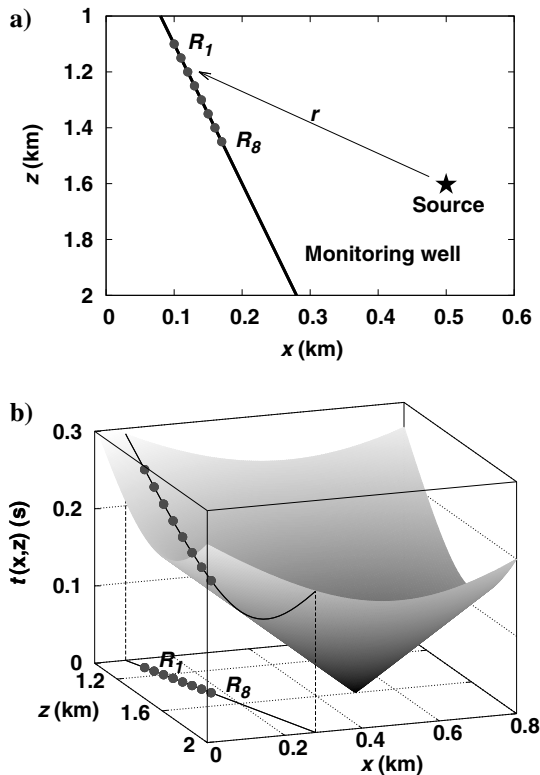 a)
1
1.2
1.4
1.6
1.8
2
z (km)
R1
R8
r
Source
Monitoring well
0 0.1 0.2 0.3 0.4 0.5 0.6
x (km)
b)
0.3
0.2
0.1
0
t(x,z) (s)
R1
R8
1.2
1.6
2
z (km)
0 0.2 0.4 0.6 0.8
x (km)